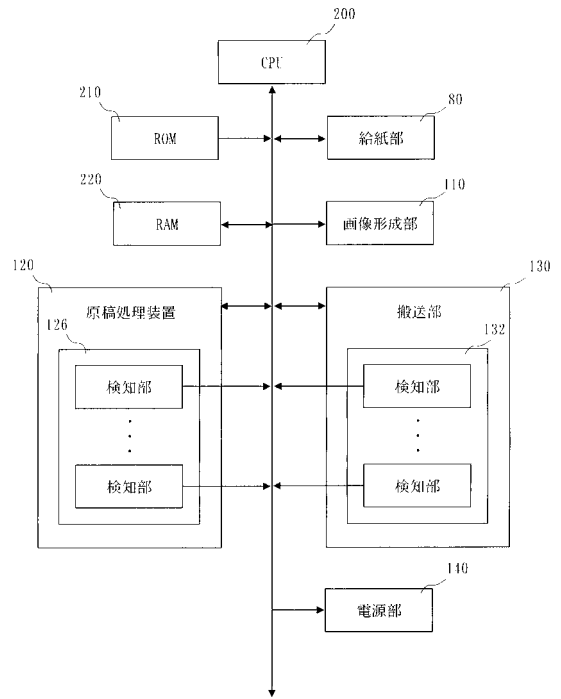 200
CPU
210
80
ROM
給紙部
220
110
RAM
画像形成部
120
130
原稿処理装置
搬送部
126
132
検知部
検知部
検知部
検知部
140
電源部